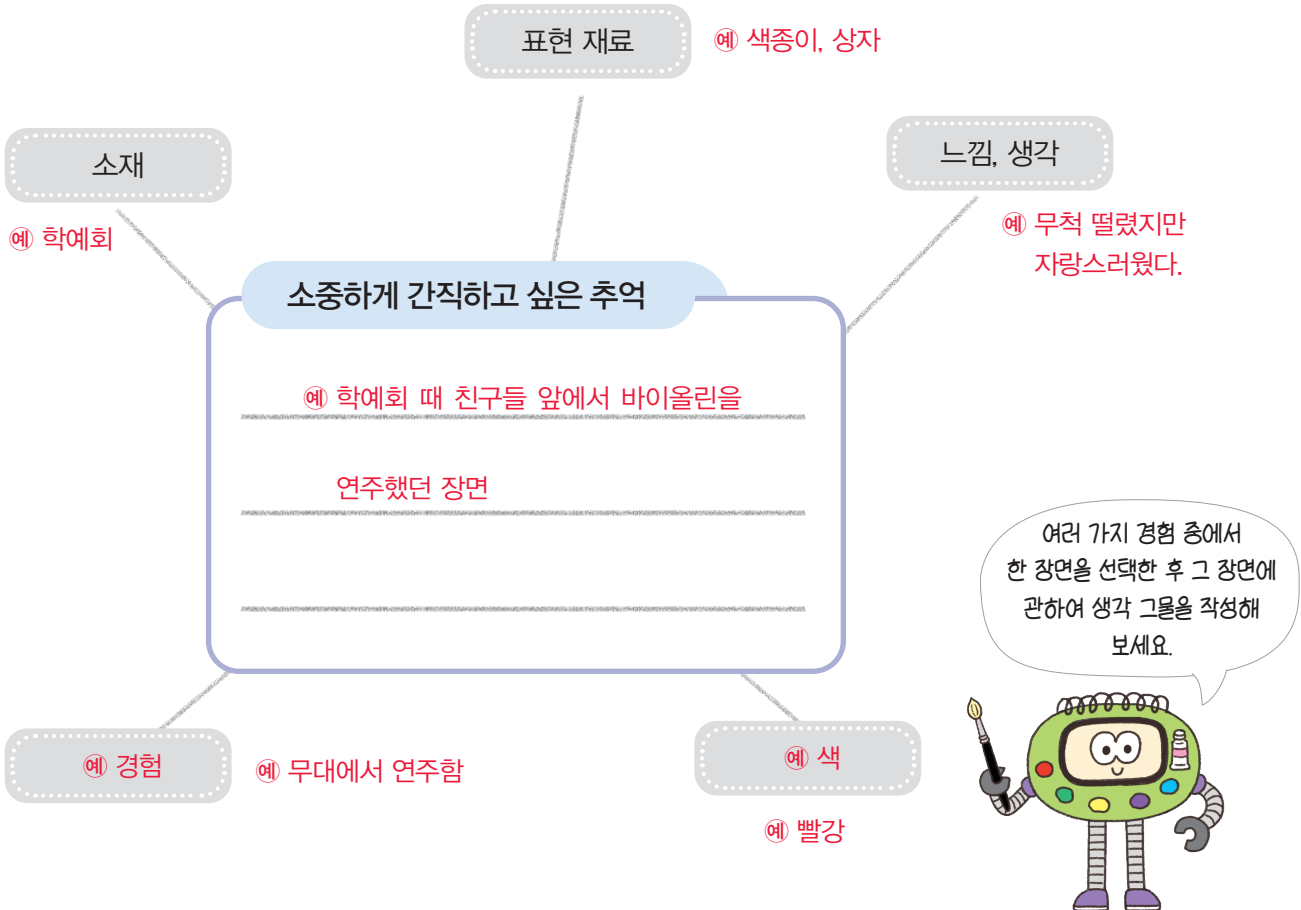 표현 재료
예 색종이, 상자
소재
예 학예회
느낌, 생각
예 무척 떨렸지만
자랑스러웠다.
소중하게 간직하고 싶은 추억
예 학예회 때 친구들 앞에서 바이올린을
연주했던 장면
여러 가지 경험 중에서
한 장면을 선택한 후 그 장면에
관하여 생각 그물을 작성해
보세요.
예 경험
예 무대에서 연주함
예 색
예 빨강